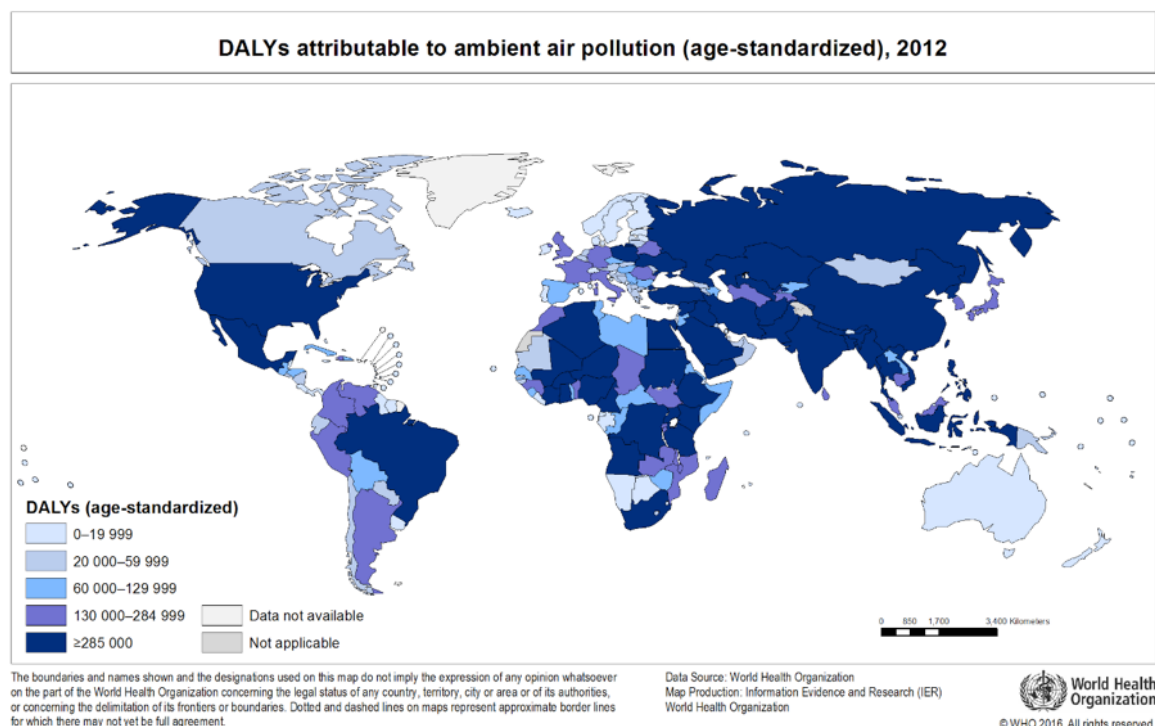 DALYs attributable to ambient air pollution (age-standardized), 2012
DALYs (age-standardized)
0–19 999
20 000–59 999
60 000–129 999
130 000–284 999
≥285 000
Data not available
Not applicable
0 850 1,700 3,400 Kilometers
The boundaries and names shown and the designations used on this map do not imply the expression of any opinion whatsoever
on the part of the World Health Organization concerning the legal status of any country, territory, city or area or of its authorities,
or concerning the delimitation of its frontiers or boundaries. Dotted and dashed lines on maps represent approximate border lines
for which there may not yet be full agreement.
Data Source: World Health Organization
Map Production: Information Evidence and Research (IER)
World Health Organization
World Health
Organization
© WHO 2016. All rights reserved.